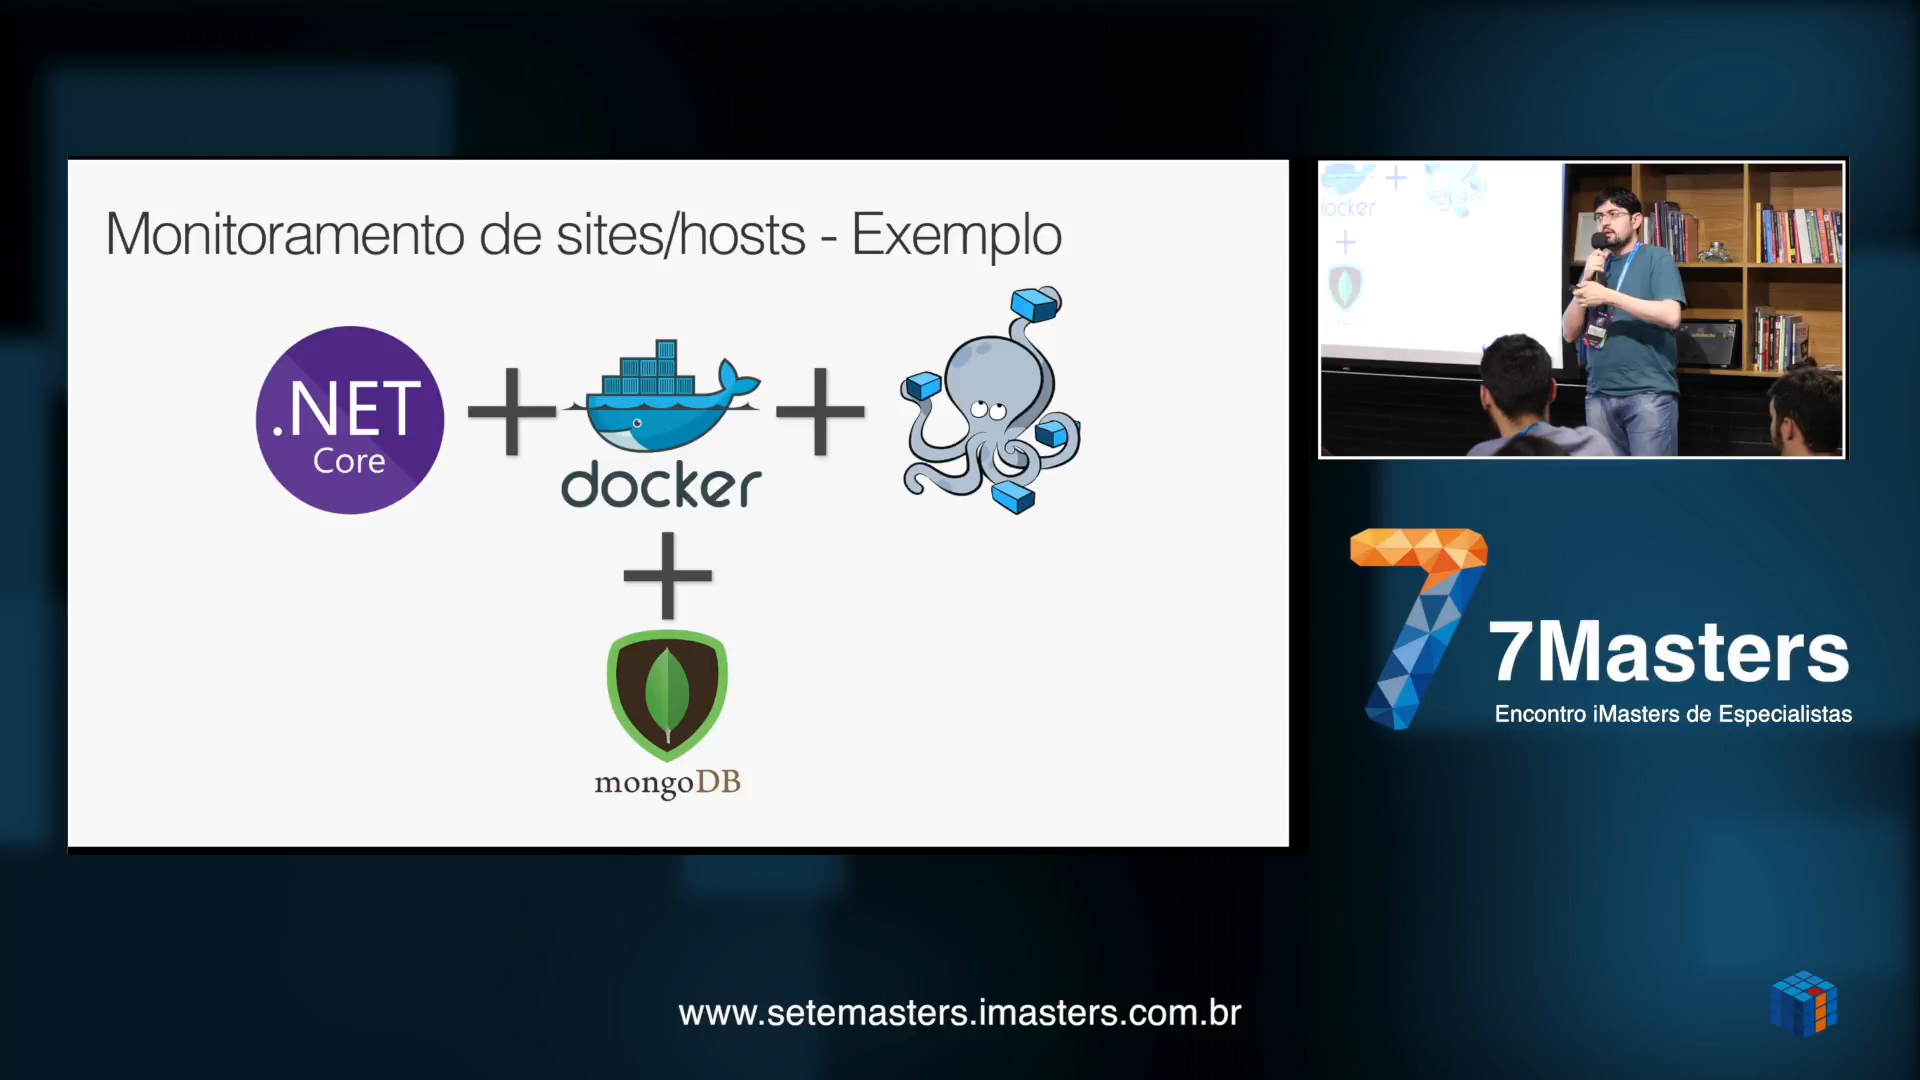 Monitoramento de sites/hosts - Exemplo
.NET
Core
docker
mongoDB
ocker
7Masters
Encontro iMasters de Especialistas
www.setemasters.imasters.com.br